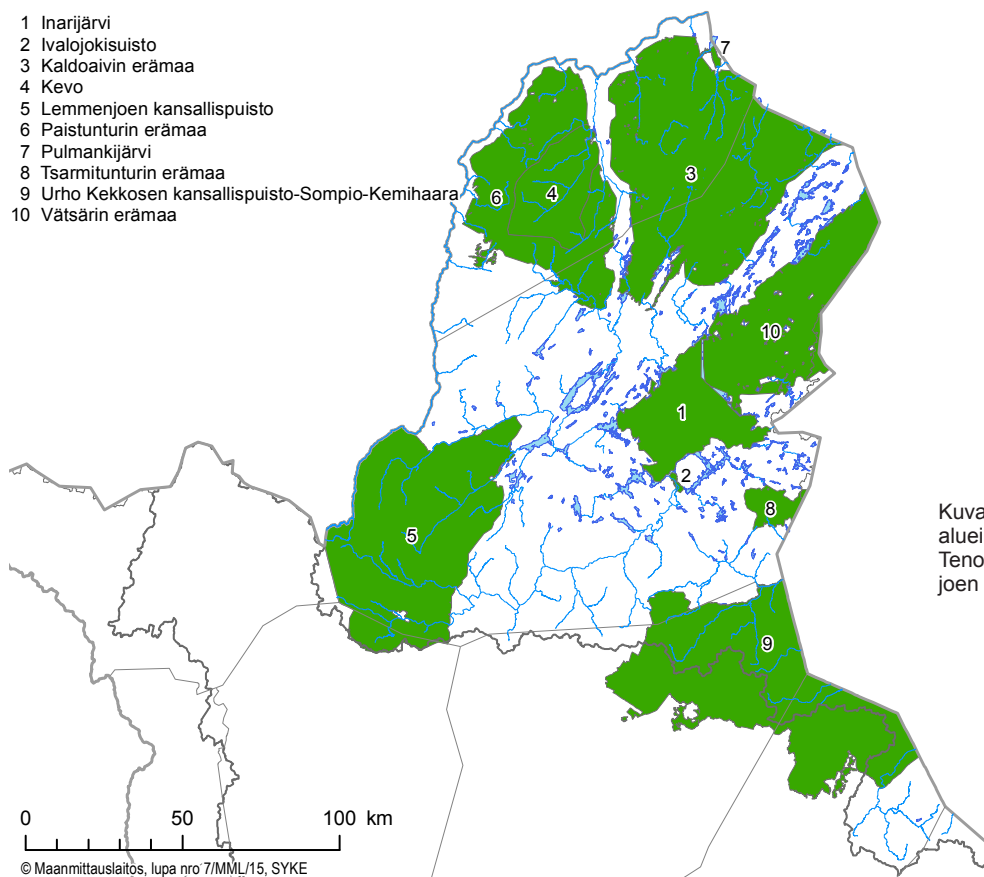 1 Inarijärvi
2 Ivalojokisuisto
3 Kaldoaivin erämaa
4 Kevo
5 Lemmenjoen kansallispuisto
6 Paistunturin erämaa
7 Pulmankijärvi
8 Tsarmitunturin erämaa
9 Urho Kekkosen kansallispuisto-Sompio-Kemihaara
10 Vätsärin erämaa
7
3
6
4
10
1
2
8
5
9
Kuva
aluei
Teno
joen
0 50 100 km
© Maanmittauslaitos, lupa nro 7/MML/15, SYKE